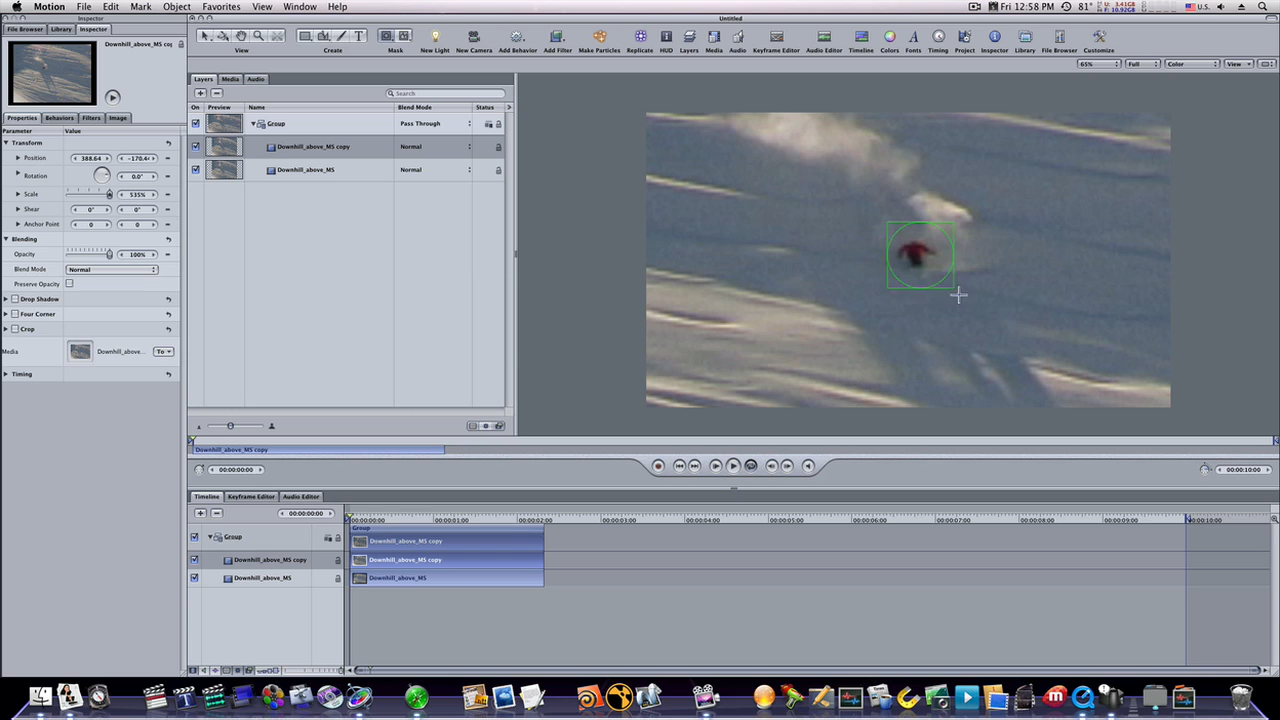 Motion File Edit Mark Object Favorites View Window Help
Fri 12:58 PM 81° U: 3.41GB F: 10.92GB U.S.
Inspector
Untitled
File Browser Library Inspector
Downhill_above_MS cop
View Create Mask New Light New Camera Add Behavior Add Filter Make Particles Replicate HUD Layers Media Audio Keyframe Editor Audio Editor Timeline Colors Fonts Timing Project Inspector Library File Browser Customize
65% Full Color View
Layers Media Audio
Search
On Preview Name Blend Mode Status
Group Pass Through
Downhill_above_MS copy Normal
Downhill_above_MS Normal
Properties Behaviors Filters Image
Parameter Value
Transform
Position 388.64
Rotation 0.0°
Scale 535%
Shear 0° 0°
Anchor Point 0 0
Blending
Opacity 100%
Blend Mode Normal
Preserve Opacity
Drop Shadow
Four Corner
Crop
Media Downhill_above... To
Timing
Downhill_above_MS copy
00:00:00:00
00:00:10:00
Timeline Keyframe Editor Audio Editor
00:00:00:00
00:00:00:00 00:00:01:00 00:00:02:00 00:00:03:00 00:00:04:00 00:00:05:00 00:00:06:00 00:00:07:00 00:00:08:00 00:00:09:00 00:00:10:00
Group
Group Downhill_above_MS copy
Downhill_above_MS copy Downhill_above_MS copy
Downhill_above_MS Downhill_above_MS